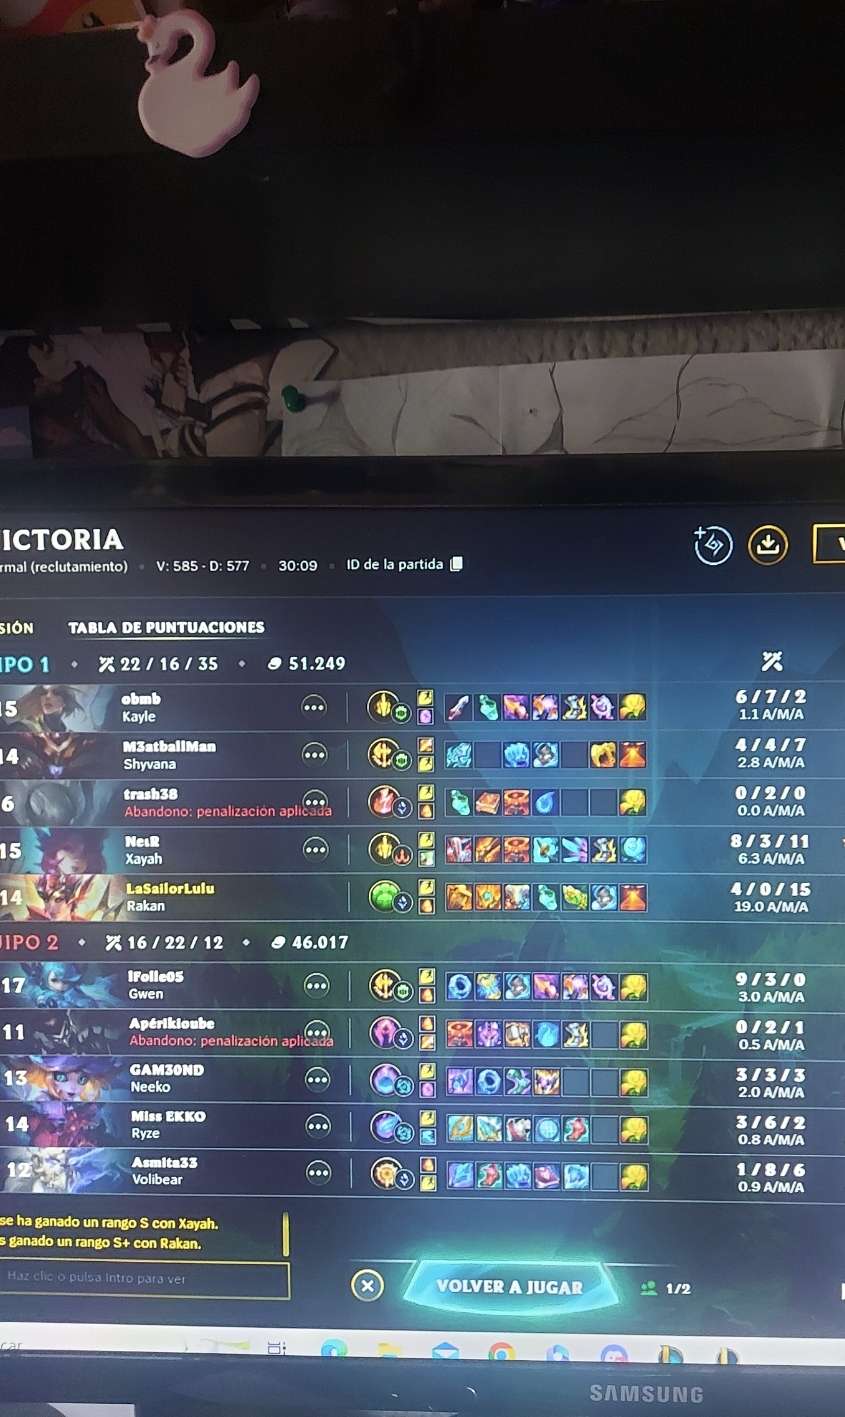 ICTORIA
rmal (reclutamiento) • V: 585 - D: 577 • 30:09 • ID de la partida
SIÓN TABLA DE PUNTUACIONES
IPO 1 • 22 / 16 / 35 • 51.249
5 obmb 6 / 7 / 2
Kayle 1.1 A/M/A
14 M3atballMan 4 / 4 / 7
Shyvana 2.8 A/M/A
6 trash38 0 / 2 / 0
Abandono: penalización aplicada 0.0 A/M/A
15 NeiR 8 / 3 / 11
Xayah 6.3 A/M/A
14 LaSailorLulu 4 / 0 / 15
Rakan 19.0 A/M/A
UIPO 2 • 16 / 22 / 12 • 46.017
17 lFolle05 9 / 3 / 0
Gwen 3.0 A/M/A
11 Apérikioube 0 / 2 / 1
Abandono: penalización aplicada 0.5 A/M/A
13 GAM30ND 3 / 3 / 3
Neeko 2.0 A/M/A
14 Miss EKKO 3 / 6 / 2
Ryze 0.8 A/M/A
12 Asmita33 1 / 8 / 6
Volibear 0.9 A/M/A
se ha ganado un rango S con Xayah.
s ganado un rango S+ con Rakan.
Haz clic o pulsa Intro para ver
VOLVER A JUGAR 1/2
car
SAMSUNG